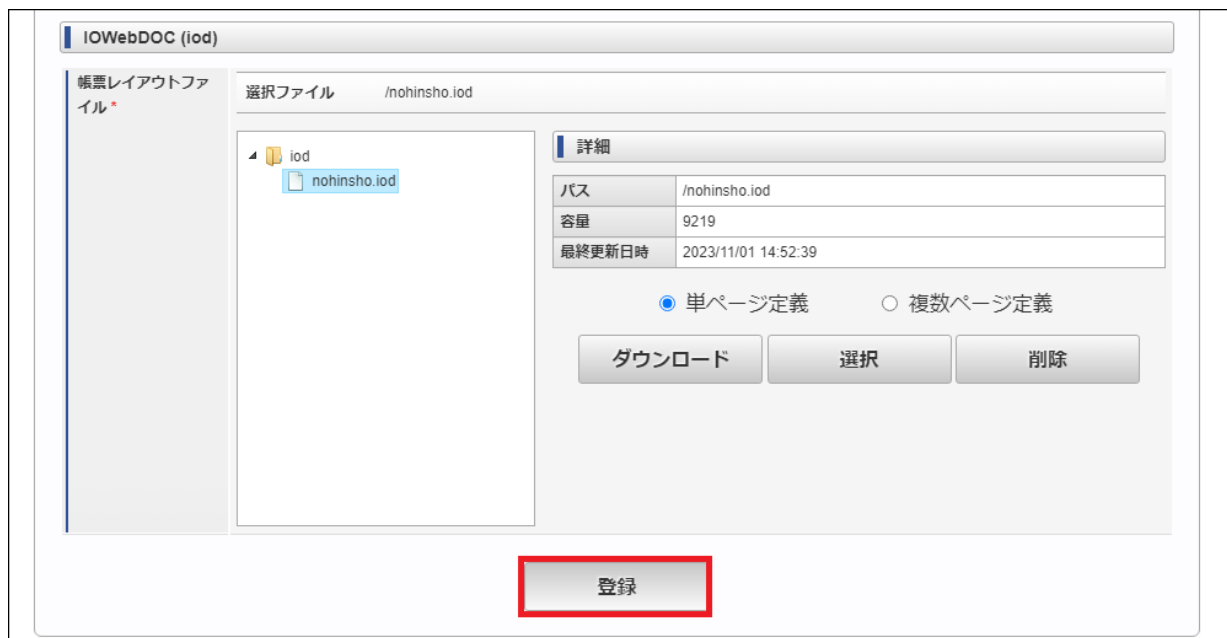 IOWebDOC (iod)
帳票レイアウトファ
イル *
選択ファイル /nohinsho.iod
iod
nohinsho.iod
詳細
パス /nohinsho.iod
容量 9219
最終更新日時 2023/11/01 14:52:39
単ページ定義 複数ページ定義
ダウンロード 選択 削除
登録